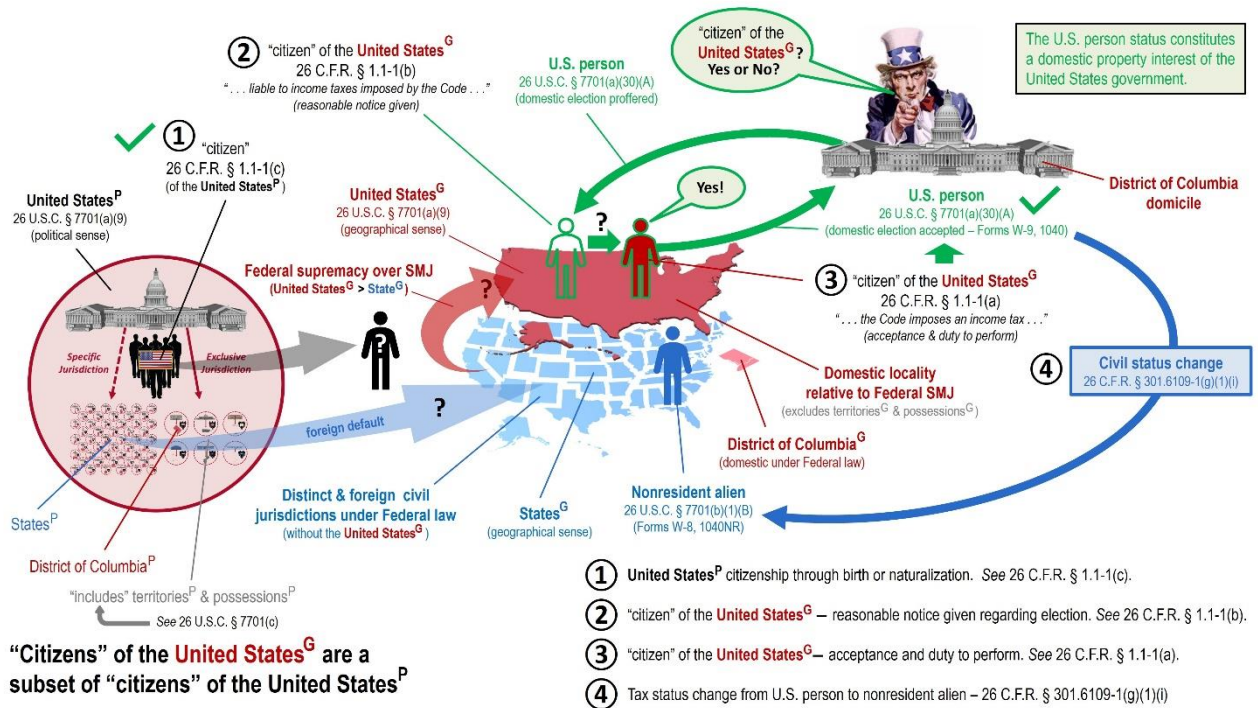 ② "citizen" of the United Statesᴳ
26 C.F.R. § 1.1-1(b)
" . . . liable to income taxes imposed by the Code . . ."
(reasonable notice given)
U.S. person
26 U.S.C. § 7701(a)(30)(A)
(domestic election proffered)
"citizen" of the
United Statesᴳ ?
Yes or No?
The U.S. person status constitutes
a domestic property interest of the
United States government.
① "citizen"
26 C.F.R. § 1.1-1(c)
(of the United Statesᴾ)
United Statesᴾ
26 U.S.C. § 7701(a)(9)
(political sense)
United Statesᴳ
26 U.S.C. § 7701(a)(9)
(geographical sense)
Yes!
?
District of Columbia
domicile
U.S. person
26 U.S.C. § 7701(a)(30)(A)
(domestic election accepted – Forms W-9, 1040)
Federal supremacy over SMJ
(United Statesᴳ > Stateᴳ)
?
?
③ "citizen" of the United Statesᴳ
26 C.F.R. § 1.1-1(a)
" . . . the Code imposes an income tax . . ."
(acceptance & duty to perform)
Specific
Jurisdiction
Exclusive
Jurisdiction
④ Civil status change
26 C.F.R. § 301.6109-1(g)(1)(i)
Domestic locality
relative to Federal SMJ
(excludes territoriesᴳ & possessionsᴳ)
foreign default
?
District of Columbiaᴳ
(domestic under Federal law)
Distinct & foreign civil
jurisdictions under Federal law
(without the United Statesᴳ)
Statesᴳ
(geographical sense)
Nonresident alien
26 U.S.C. § 7701(b)(1)(B)
(Forms W-8, 1040NR)
Statesᴾ
District of Columbiaᴾ
"includes" territoriesᴾ & possessionsᴾ
See 26 U.S.C. § 7701(c)
"Citizens" of the United Statesᴳ are a
subset of "citizens" of the United Statesᴾ
① United Statesᴾ citizenship through birth or naturalization. See 26 C.F.R. § 1.1-1(c).
② "citizen" of the United Statesᴳ — reasonable notice given regarding election. See 26 C.F.R. § 1.1-1(b).
③ "citizen" of the United Statesᴳ— acceptance and duty to perform. See 26 C.F.R. § 1.1-1(a).
④ Tax status change from U.S. person to nonresident alien – 26 C.F.R. § 301.6109-1(g)(1)(i)